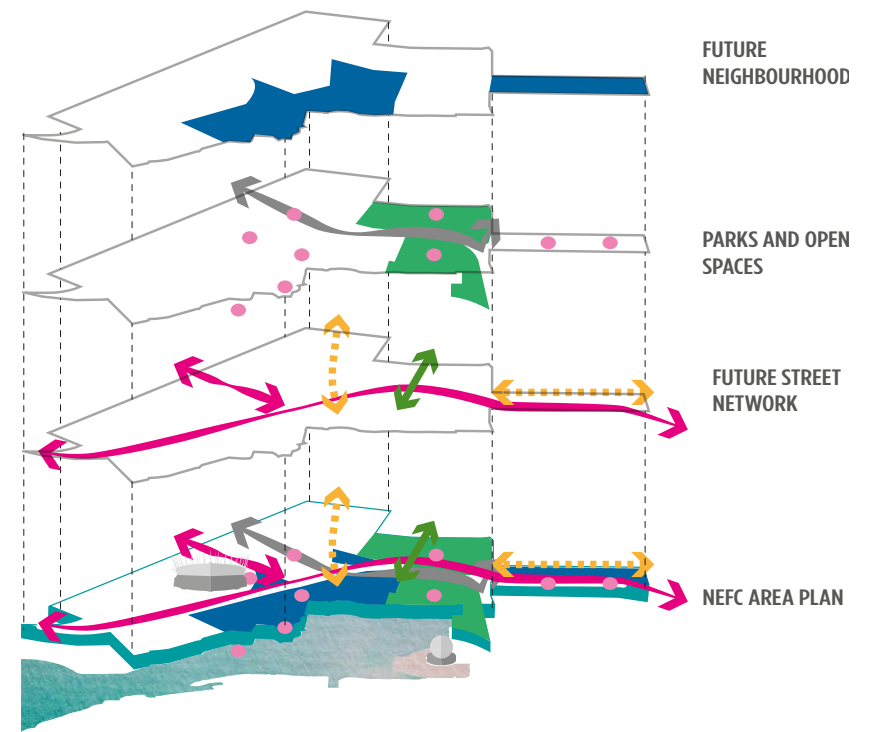 FUTURE
NEIGHBOURHOOD
PARKS AND OPEN
SPACES
FUTURE STREET
NETWORK
NEFC AREA PLAN